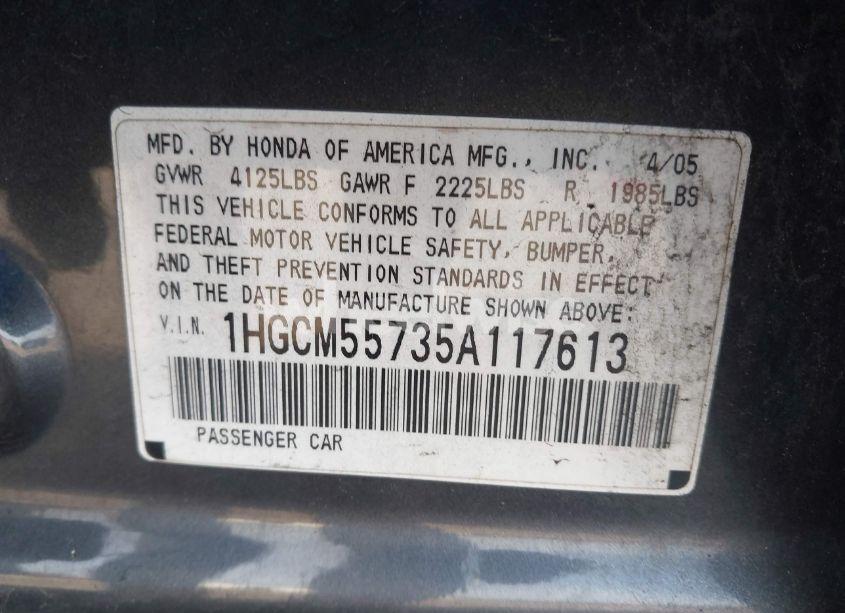 MFD. BY HONDA OF AMERICA MFG., INC. 4/05
GVWR 4125LBS GAWR F 2225LBS R 1985LBS
THIS VEHICLE CONFORMS TO ALL APPLICABLE
FEDERAL MOTOR VEHICLE SAFETY, BUMPER,
AND THEFT PREVENTION STANDARDS IN EFFECT
ON THE DATE OF MANUFACTURE SHOWN ABOVE:
V.I.N. 1HGCM55735A117613
PASSENGER CAR